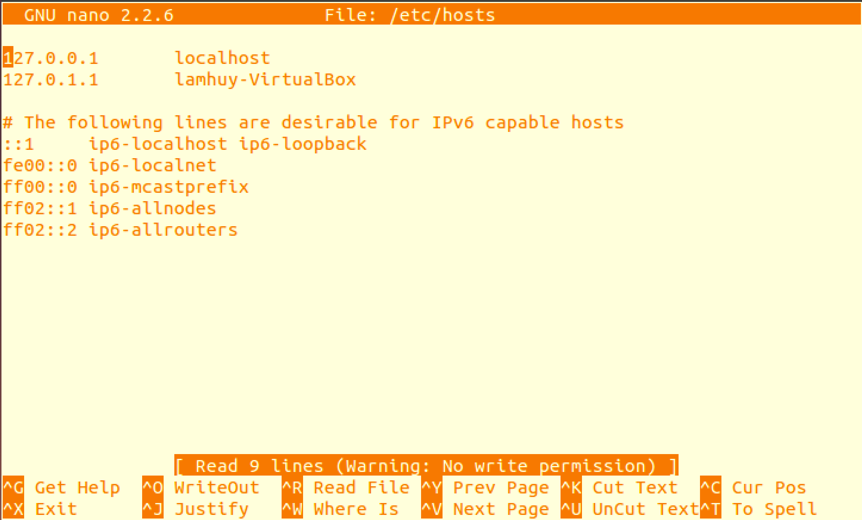 GNU nano 2.2.6 File: /etc/hosts
127.0.0.1 localhost
127.0.1.1 lamhuy-VirtualBox
# The following lines are desirable for IPv6 capable hosts
::1 ip6-localhost ip6-loopback
fe00::0 ip6-localnet
ff00::0 ip6-mcastprefix
ff02::1 ip6-allnodes
ff02::2 ip6-allrouters
[ Read 9 lines (Warning: No write permission) ]
^G Get Help ^O WriteOut ^R Read File ^Y Prev Page ^K Cut Text ^C Cur Pos
^X Exit ^J Justify ^W Where Is ^V Next Page ^U UnCut Text ^T To Spell